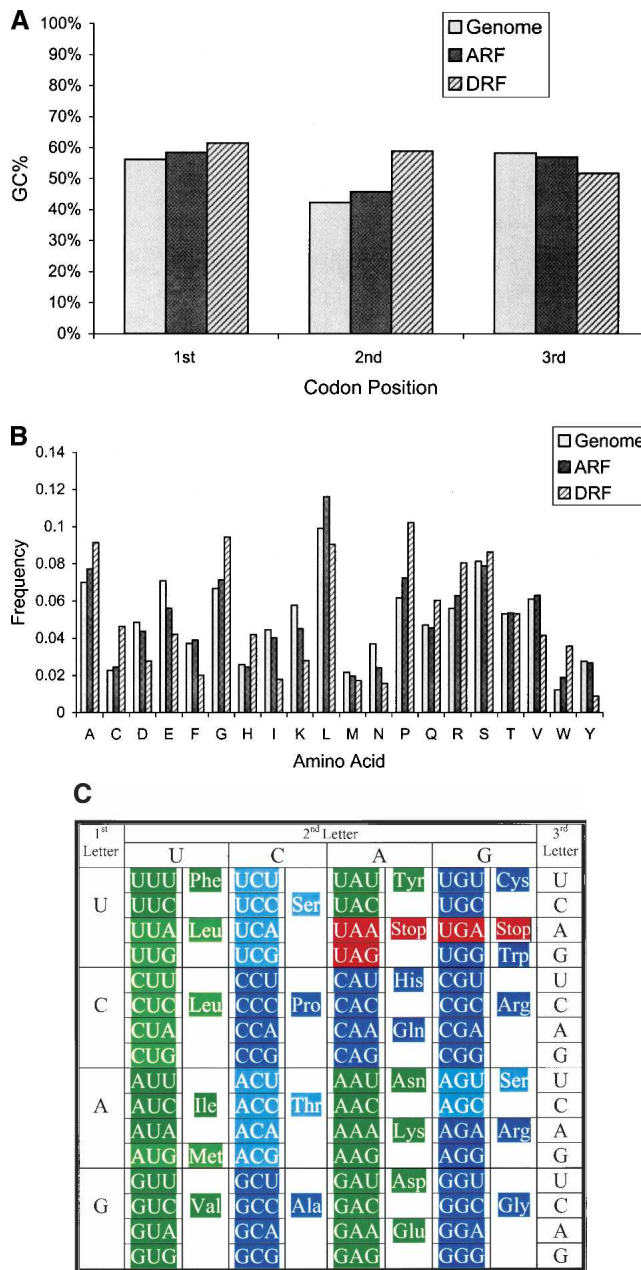 A
100%
90%
80%
70%
60%
50%
40%
30%
20%
10%
0%
GC%
Genome
ARF
DRF
1st 2nd 3rd
Codon Position
B
Genome
ARF
DRF
0.14
0.12
0.1
0.08
0.06
0.04
0.02
0
Frequency
A C D E F G H I K L M N P Q R S T V W Y
Amino Acid
C
1st Letter
2nd Letter
3rd Letter
U C A G
U
UUU Phe UCU UAU Tyr UGU Cys U
UUC UCC Ser UAC UGC C
UUA Leu UCA UAA Stop UGA Stop A
UUG UCG UAG UGG Trp G
C
CUU CCU CAU His CGU U
CUC Leu CCC Pro CAC CGC Arg C
CUA CCA CAA Gln CGA A
CUG CCG CAG CGG G
A
AUU ACU AAU Asn AGU Ser U
AUC Ile ACC Thr AAC AGC C
AUA ACA AAA Lys AGA Arg A
AUG Met ACG AAG AGG G
G
GUU GCU GAU Asp GGU U
GUC Val GCC Ala GAC GGC Gly C
GUA GCA GAA Glu GGA A
GUG GCG GAG GGG G